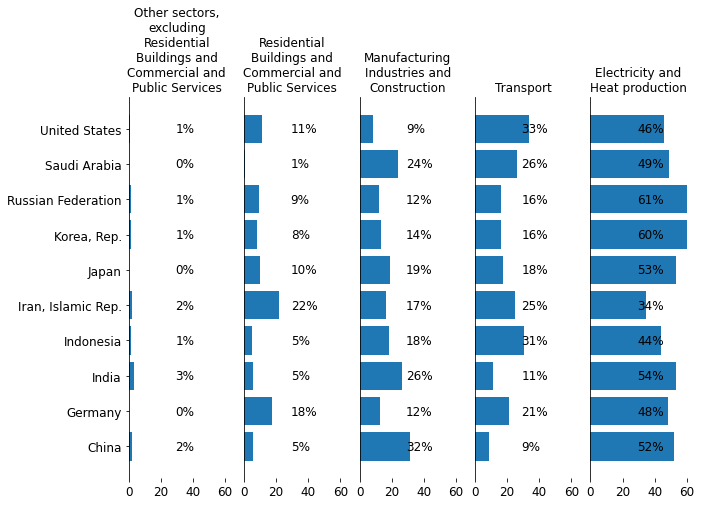 Other sectors,
excluding
Residential
Buildings and
Commercial and
Public Services
Residential
Buildings and
Commercial and
Public Services
Manufacturing
Industries and
Construction
Transport
Electricity and
Heat production
United States 1% 11% 9% 33% 46%
Saudi Arabia 0% 1% 24% 26% 49%
Russian Federation 1% 9% 12% 16% 61%
Korea, Rep. 1% 8% 14% 16% 60%
Japan 0% 10% 19% 18% 53%
Iran, Islamic Rep. 2% 22% 17% 25% 34%
Indonesia 1% 5% 18% 31% 44%
India 3% 5% 26% 11% 54%
Germany 0% 18% 12% 21% 48%
China 2% 5% 32% 9% 52%
0 20 40 60 0 20 40 60 0 20 40 60 0 20 40 60 0 20 40 60